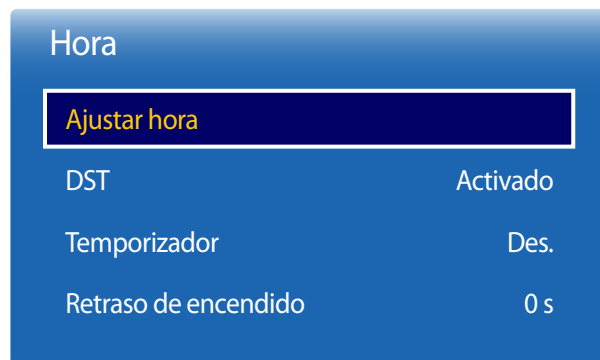 Hora
Ajustar hora
DST Activado
Temporizador Des.
Retraso de encendido 0 s